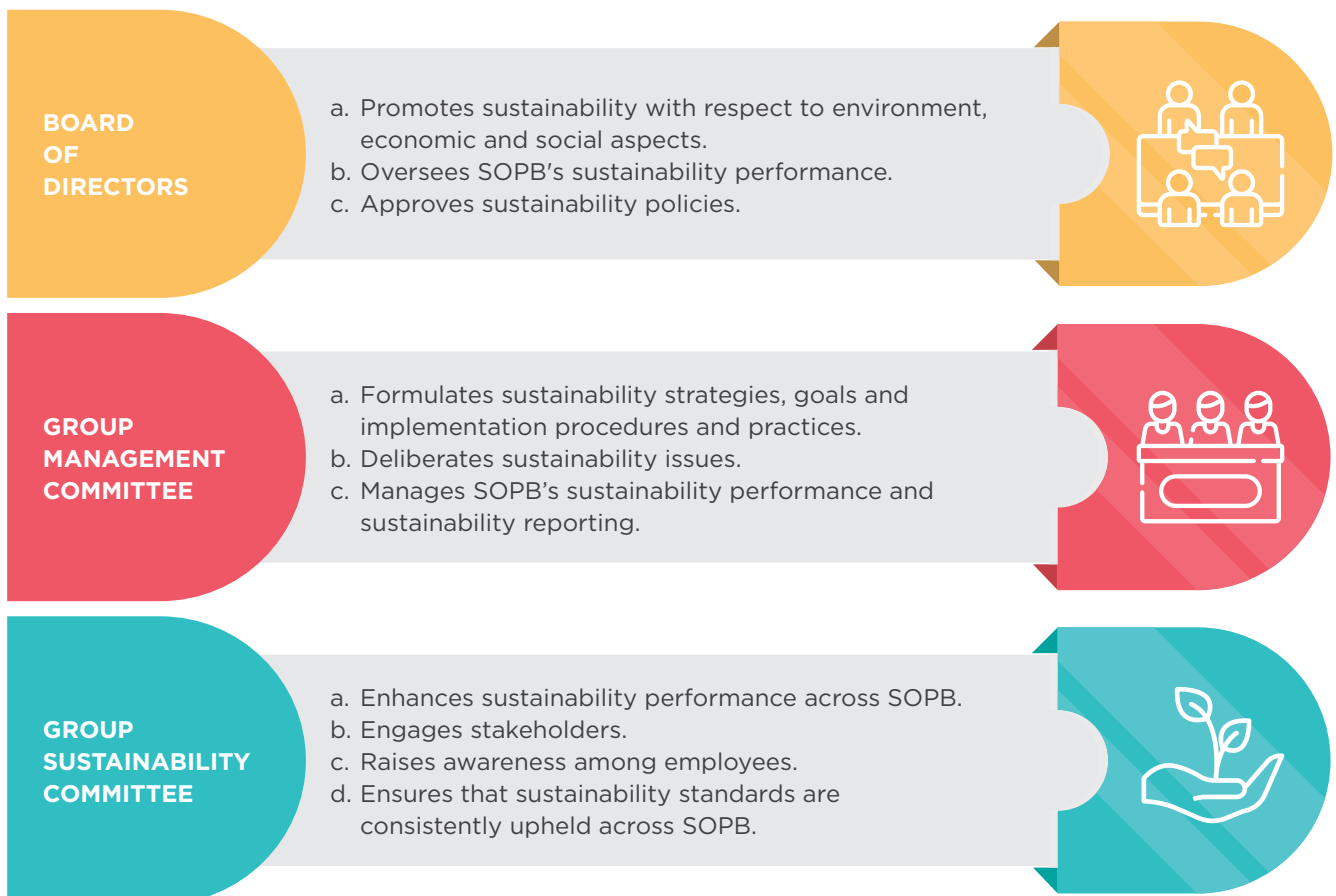 BOARD
OF
DIRECTORS
a. Promotes sustainability with respect to environment,
economic and social aspects.
b. Oversees SOPB's sustainability performance.
c. Approves sustainability policies.
GROUP
MANAGEMENT
COMMITTEE
a. Formulates sustainability strategies, goals and
implementation procedures and practices.
b. Deliberates sustainability issues.
c. Manages SOPB’s sustainability performance and
sustainability reporting.
GROUP
SUSTAINABILITY
COMMITTEE
a. Enhances sustainability performance across SOPB.
b. Engages stakeholders.
c. Raises awareness among employees.
d. Ensures that sustainability standards are
consistently upheld across SOPB.